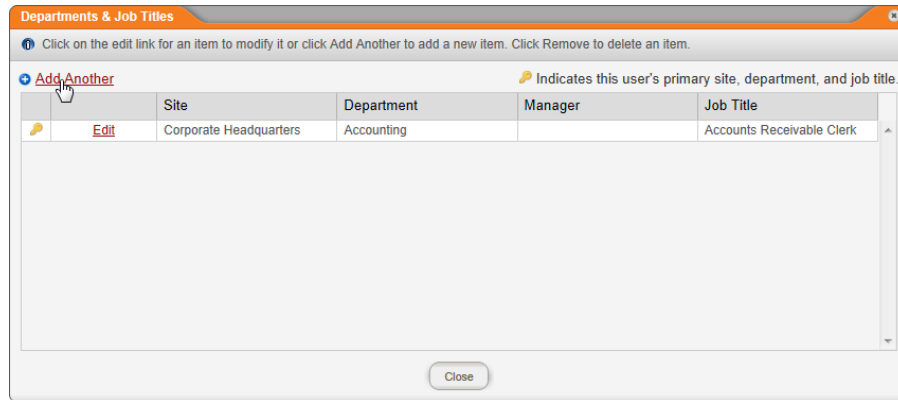 Departments & Job Titles
Click on the edit link for an item to modify it or click Add Another to add a new item. Click Remove to delete an item.
Add Another
Indicates this user's primary site, department, and job title.
Site Department Manager Job Title
Edit Corporate Headquarters Accounting Accounts Receivable Clerk
Close